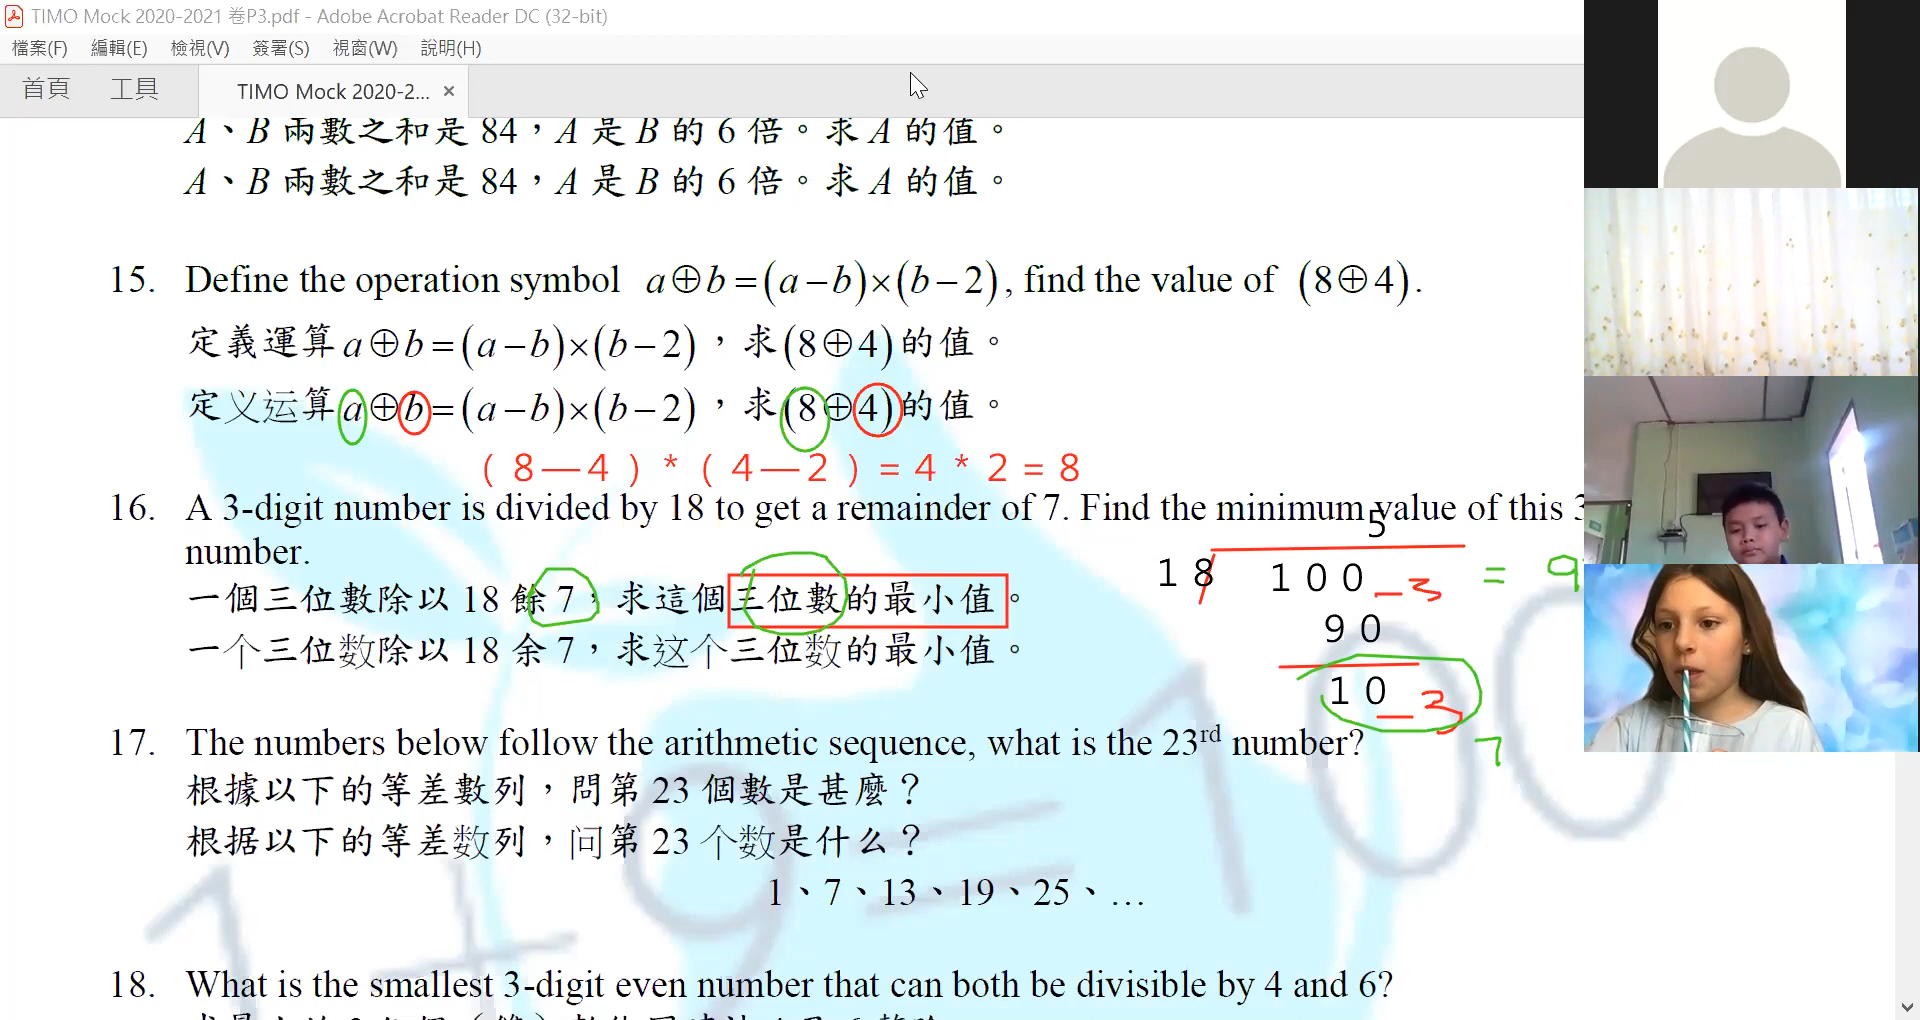 TIMO Mock 2020-2021 卷P3.pdf - Adobe Acrobat Reader DC (32-bit)
檔案(F) 編輯(E) 檢視(V) 簽署(S) 視窗(W) 說明(H)
首頁 工具 TIMO Mock 2020-2... ×
A、B 兩數之和是 84，A 是 B 的 6 倍。求 A 的值。
A、B 兩數之和是 84，A 是 B 的 6 倍。求 A 的值。
15. Define the operation symbol a⊕b=(a−b)×(b−2), find the value of (8⊕4).
定義運算 a⊕b=(a−b)×(b−2)，求(8⊕4)的值。
定义运算 a⊕b=(a−b)×(b−2)，求(8⊕4)的值。
(8—4)*(4—2)=4*2=8
16. A 3-digit number is divided by 18 to get a remainder of 7. Find the minimum value of this 3
number.
一個三位數除以 18 餘 7，求這個三位數的最小值。
一个三位数除以 18 余 7，求这个三位数的最小值。
5
18 100 _ 3 = 9
90
10 _ 3
7
17. The numbers below follow the arithmetic sequence, what is the 23rd number?
根據以下的等差數列，問第 23 個數是甚麼？
根据以下的等差数列，问第 23 个数是什么？
1、7、13、19、25、…
18. What is the smallest 3-digit even number that can both be divisible by 4 and 6?
1+9=100